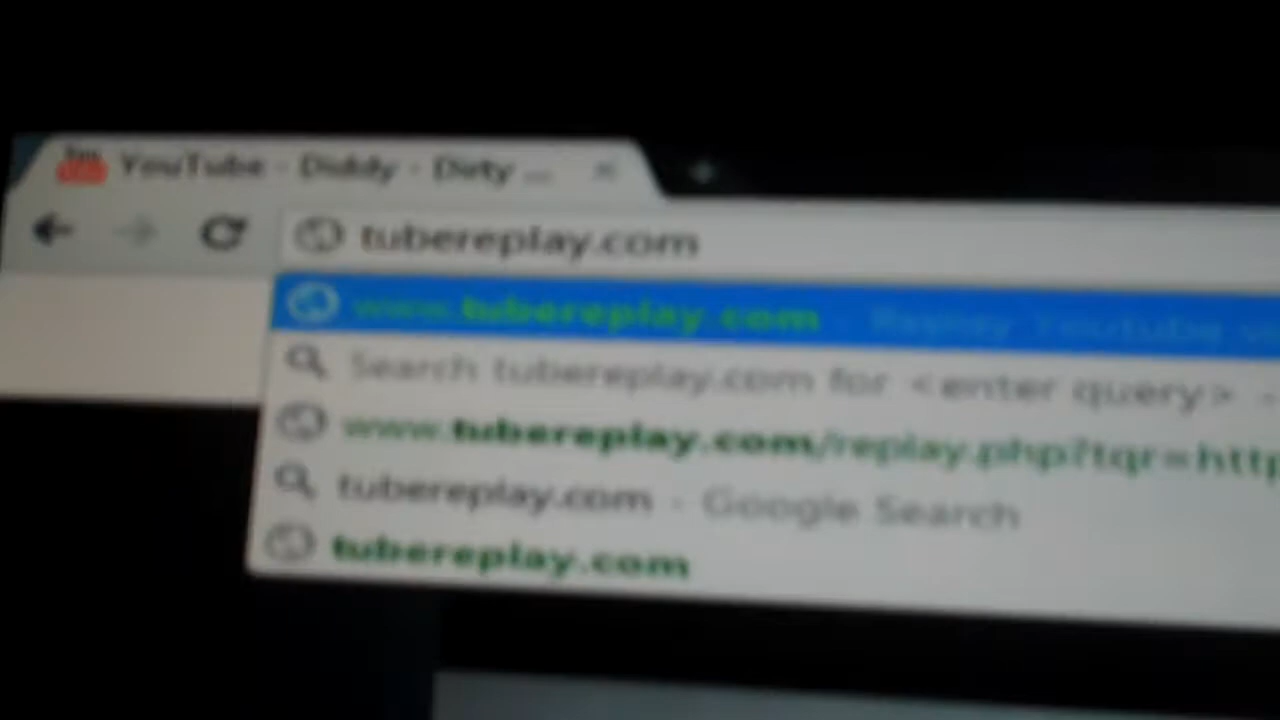 YouTube - Diddy - Dirty ...
tubereplay.com
www.tubereplay.com - Replay Youtube
Search tubereplay.com for <enter query> -
www.tubereplay.com/replay.php?tqr=http
tubereplay.com - Google Search
tubereplay.com